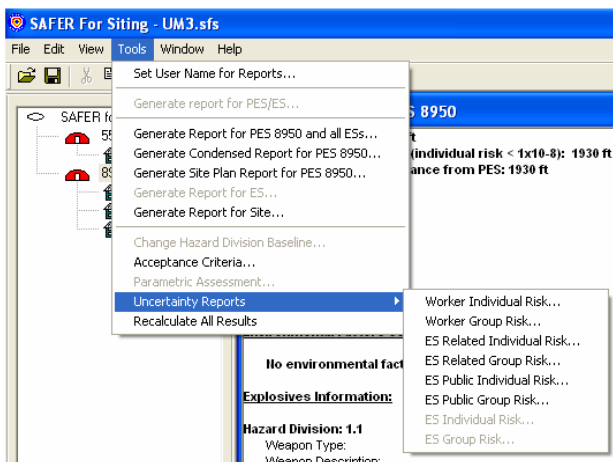 SAFER For Siting - UM3.sfs
File Edit View Tools Window Help
Set User Name for Reports...
Generate report for PES/ES...
SAFER f
S 8950
55
ft
Generate Report for PES 8950 and all ESs...
(individual risk < 1x10-8): 1930 ft
Generate Condensed Report for PES 8950...
ance from PES: 1930 ft
89
Generate Site Plan Report for PES 8950...
Generate Report for ES...
Generate Report for Site...
Change Hazard Division Baseline...
Acceptance Criteria...
Parametric Assessment...
Uncertainty Reports
Recalculate All Results
Worker Individual Risk...
Worker Group Risk...
ES Related Individual Risk...
ES Related Group Risk...
ES Public Individual Risk...
ES Public Group Risk...
ES Individual Risk...
ES Group Risk...
No environmental fact
Explosives Information:
Hazard Division: 1.1
Weapon Type:
Weapon Description: